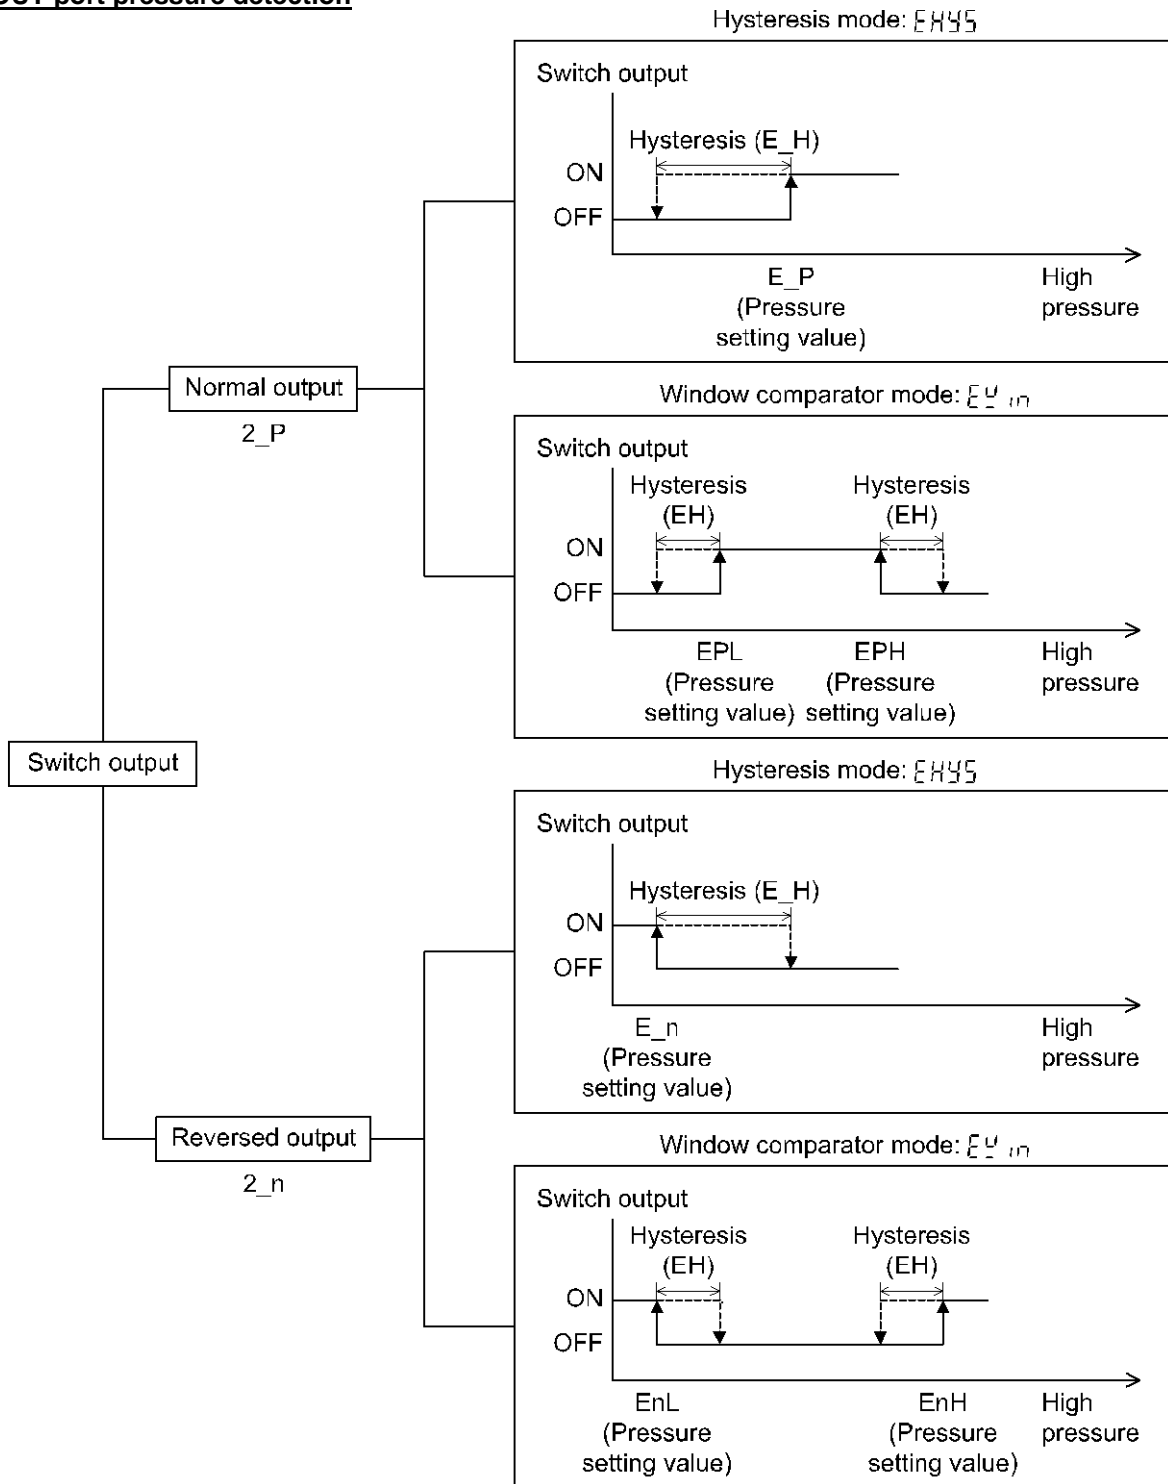 OUT port pressure detection
Hysteresis mode: EHYS
Switch output
Hysteresis (E_H)
ON
OFF
E_P
(Pressure
setting value)
High
pressure
Normal output
2_P
Window comparator mode: EWin
Switch output
Hysteresis
(EH)
Hysteresis
(EH)
ON
OFF
EPL
(Pressure
setting value)
EPH
(Pressure
setting value)
High
pressure
Switch output
Hysteresis mode: EHYS
Switch output
Hysteresis (E_H)
ON
OFF
E_n
(Pressure
setting value)
High
pressure
Reversed output
2_n
Window comparator mode: EWin
Switch output
Hysteresis
(EH)
Hysteresis
(EH)
ON
OFF
EnL
(Pressure
setting value)
EnH
(Pressure
setting value)
High
pressure